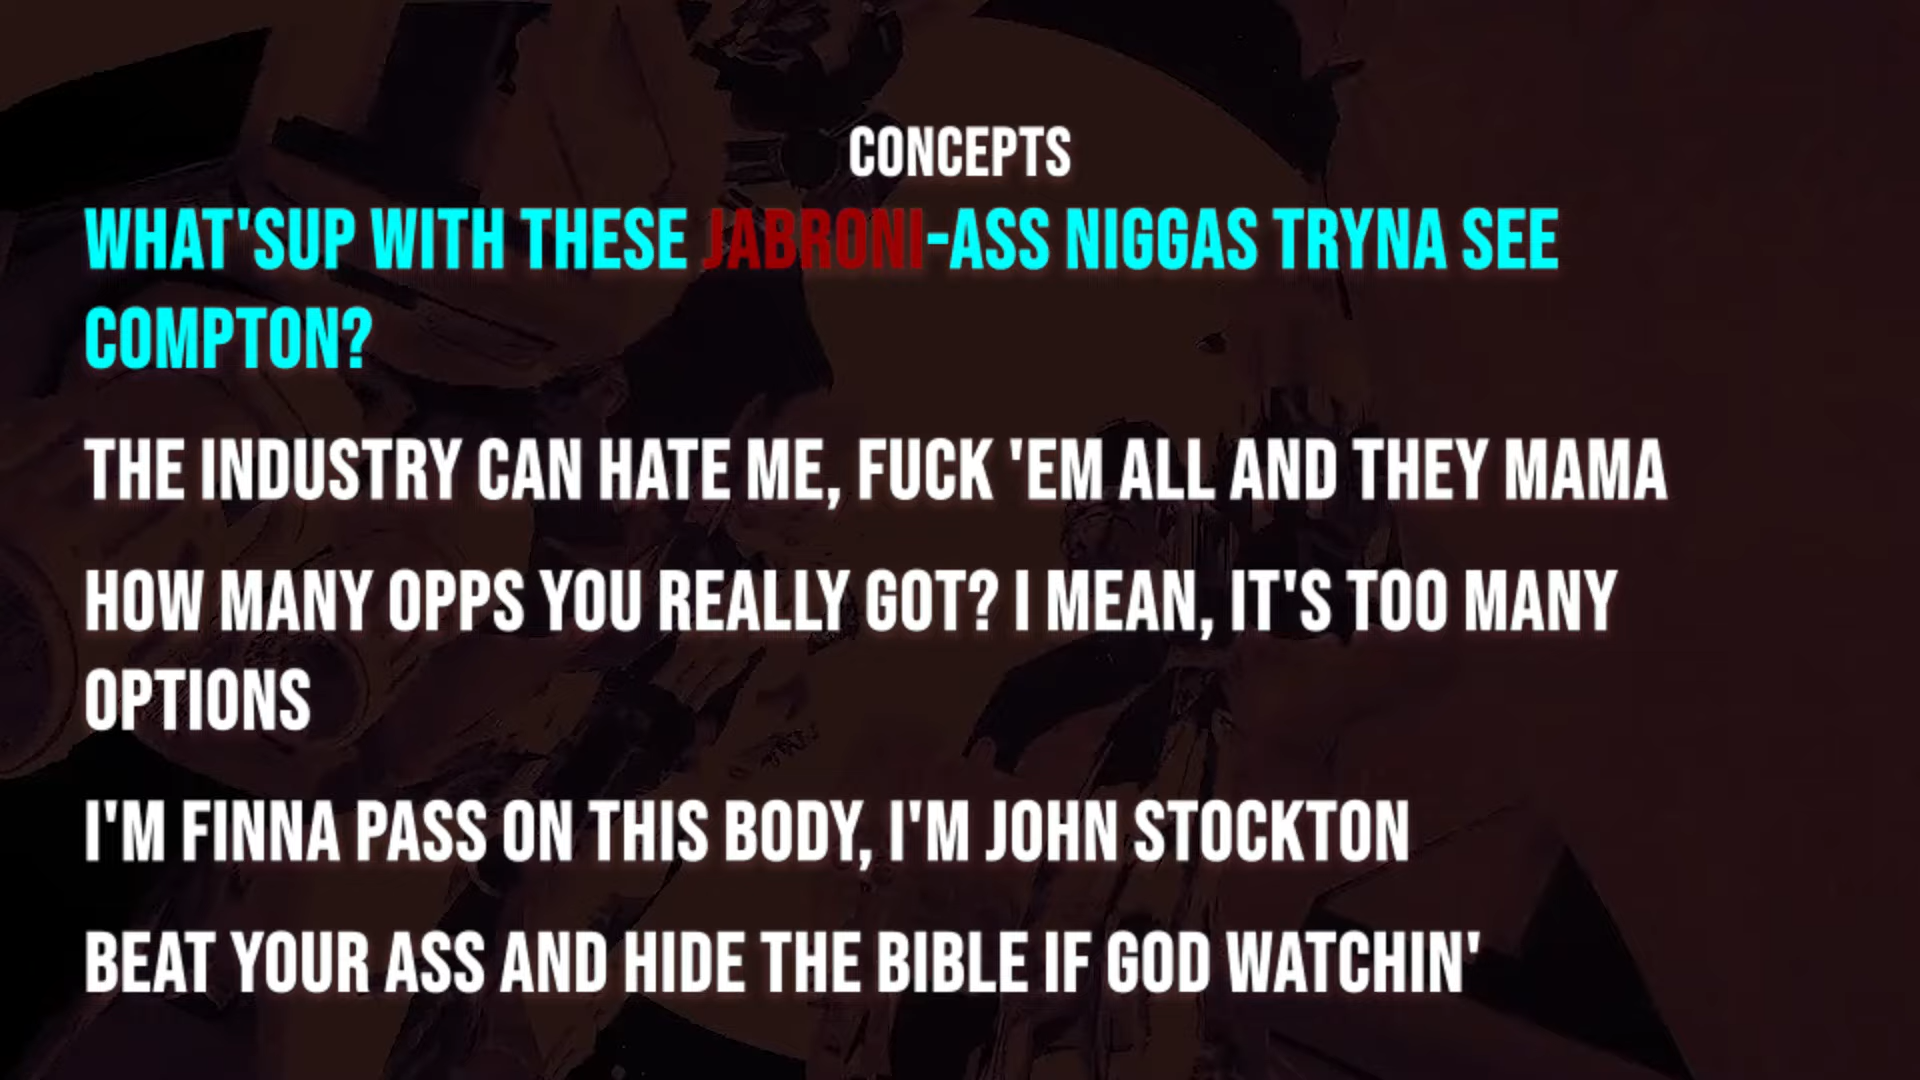 CONCEPTS
WHAT'SUP WITH THESE JABRONI-ASS NIGGAS TRYNA SEE
COMPTON?
THE INDUSTRY CAN HATE ME, FUCK 'EM ALL AND THEY MAMA
HOW MANY OPPS YOU REALLY GOT? I MEAN, IT'S TOO MANY
OPTIONS
I'M FINNA PASS ON THIS BODY, I'M JOHN STOCKTON
BEAT YOUR ASS AND HIDE THE BIBLE IF GOD WATCHIN'